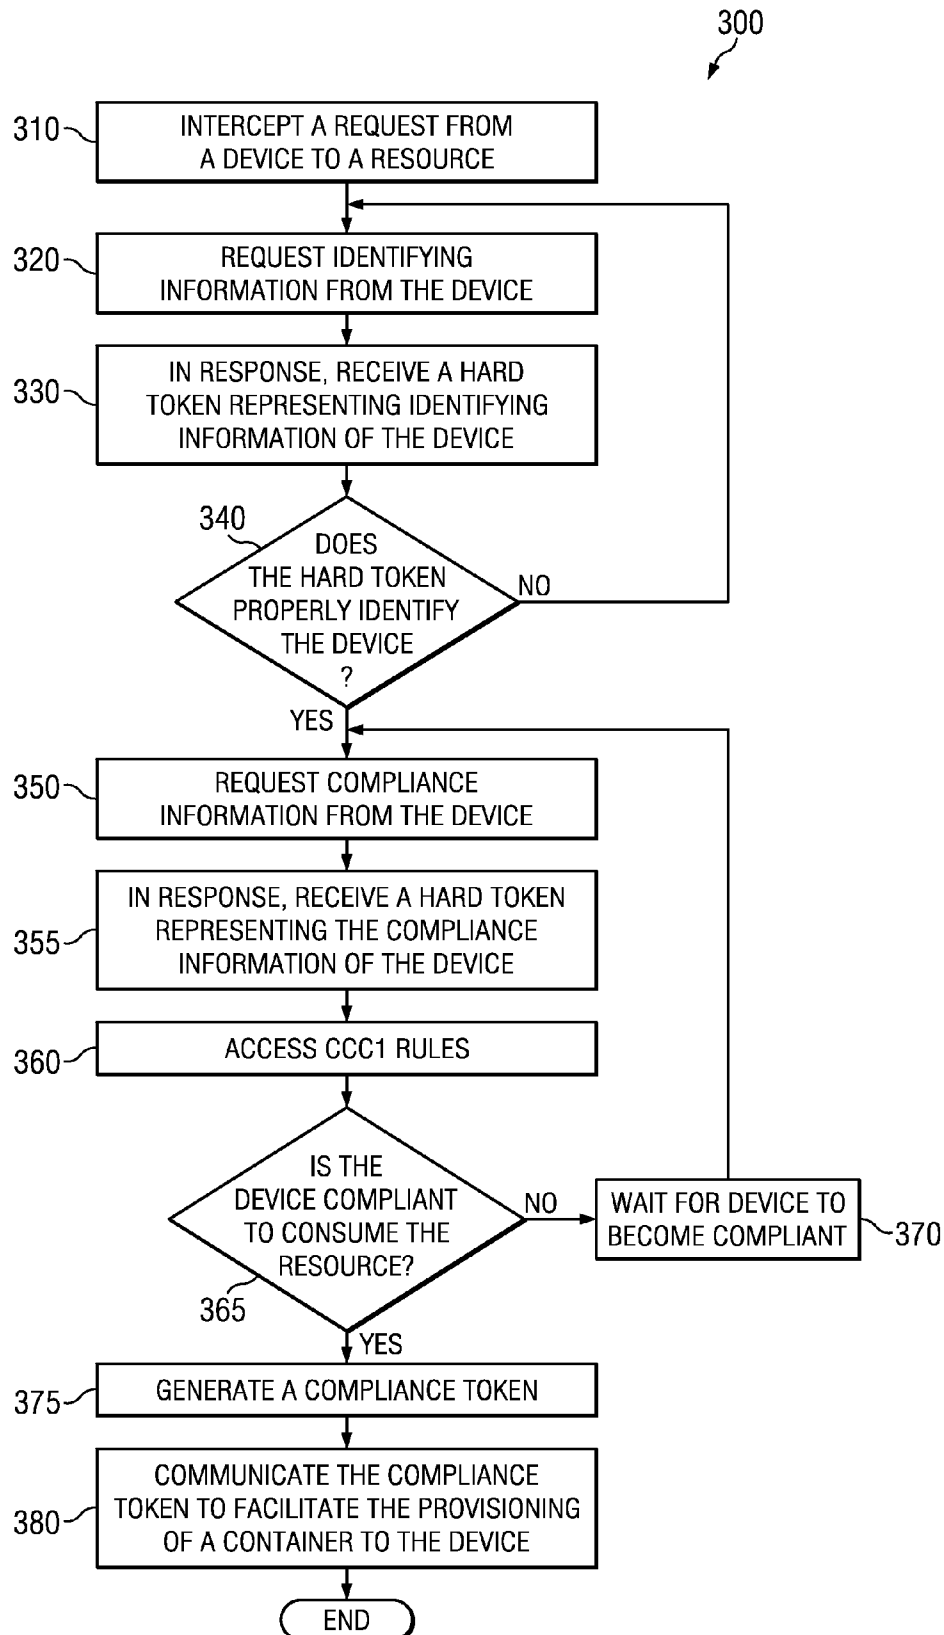 300
310
INTERCEPT A REQUEST FROM
A DEVICE TO A RESOURCE
320
REQUEST IDENTIFYING
INFORMATION FROM THE DEVICE
330
IN RESPONSE, RECEIVE A HARD
TOKEN REPRESENTING IDENTIFYING
INFORMATION OF THE DEVICE
340
DOES
THE HARD TOKEN
PROPERLY IDENTIFY
THE DEVICE
?
NO
YES
350
REQUEST COMPLIANCE
INFORMATION FROM THE DEVICE
355
IN RESPONSE, RECEIVE A HARD TOKEN
REPRESENTING THE COMPLIANCE
INFORMATION OF THE DEVICE
360
ACCESS CCC1 RULES
IS THE
DEVICE COMPLIANT
TO CONSUME THE
RESOURCE?
365
NO
WAIT FOR DEVICE TO
BECOME COMPLIANT
370
YES
375
GENERATE A COMPLIANCE TOKEN
380
COMMUNICATE THE COMPLIANCE
TOKEN TO FACILITATE THE PROVISIONING
OF A CONTAINER TO THE DEVICE
END